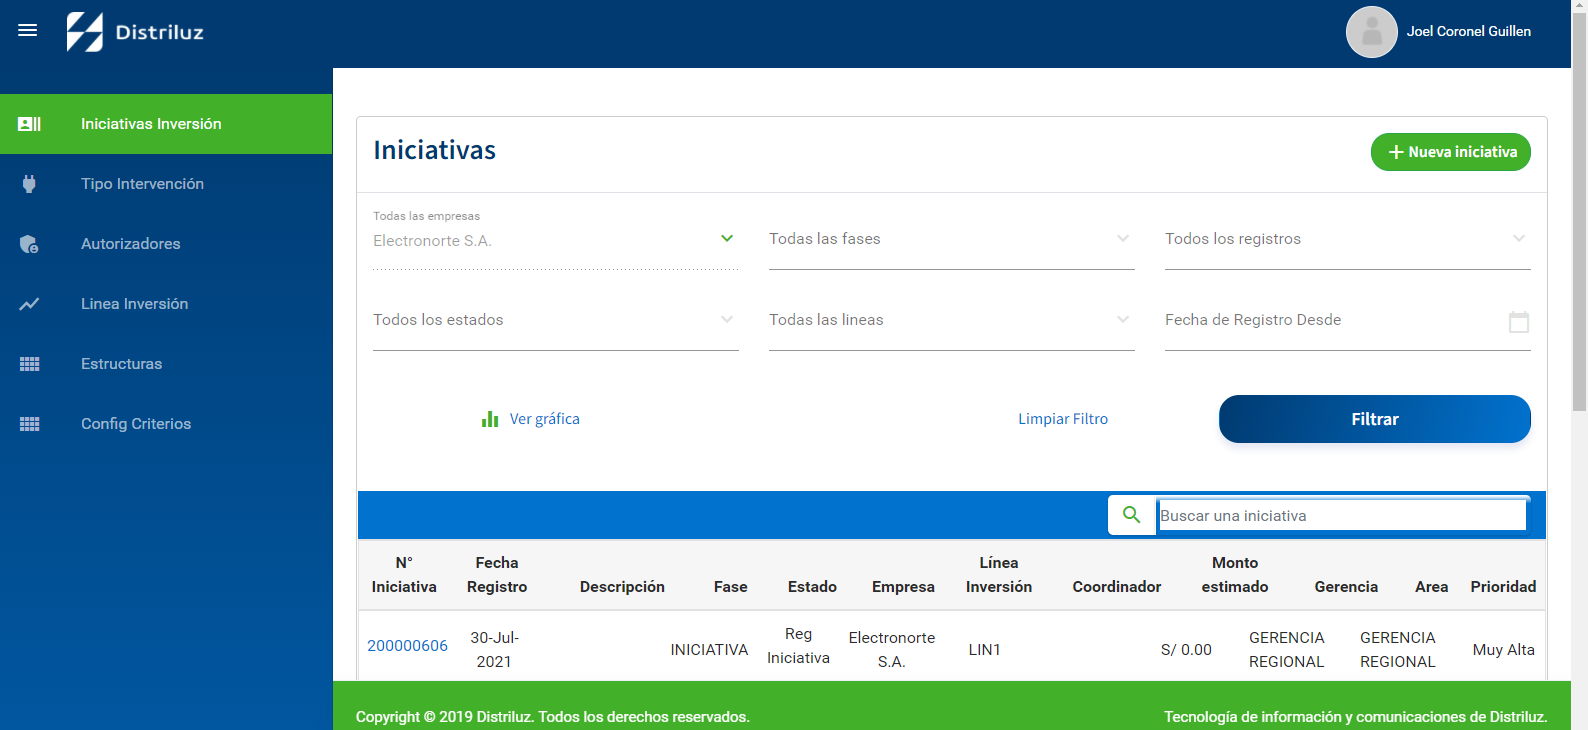 Distriluz
Joel Coronel Guillen
Iniciativas Inversión
Tipo Intervención
Autorizadores
Linea Inversión
Estructuras
Config Criterios
Iniciativas
+ Nueva iniciativa
Todas las empresas
Electronorte S.A.
Todas las fases
Todos los registros
Todos los estados
Todas las lineas
Fecha de Registro Desde
Ver gráfica
Limpiar Filtro
Filtrar
Buscar una iniciativa
N° Iniciativa
Fecha Registro
Descripción
Fase
Estado
Empresa
Línea Inversión
Coordinador
Monto estimado
Gerencia
Area
Prioridad
200000606
30-Jul-2021
INICIATIVA
Reg Iniciativa
Electronorte S.A.
LIN1
S/ 0.00
GERENCIA REGIONAL
GERENCIA REGIONAL
Muy Alta
Copyright © 2019 Distriluz. Todos los derechos reservados.
Tecnología de información y comunicaciones de Distriluz.